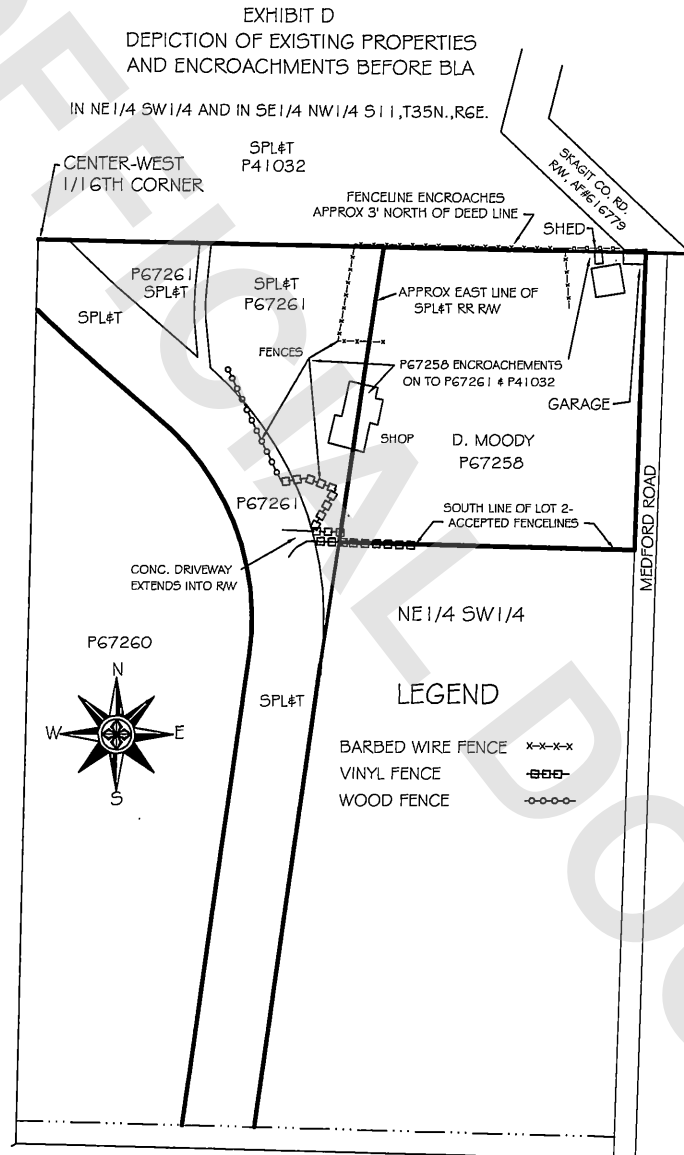 EXHIBIT D
DEPICTION OF EXISTING PROPERTIES
AND ENCROACHMENTS BEFORE BLA
IN NE1/4 SW1/4 AND IN SE1/4 NW1/4 S11,T35N.,R6E.
SPL&T
P41032
CENTER-WEST
1/16TH CORNER
SKAGIT CO. RD.
R/W, AF#616779
FENCELINE ENCROACHES
APPROX 3' NORTH OF DEED LINE
SHED
P67261
SPL&T
SPL&T
P67261
SPL&T
APPROX EAST LINE OF
SPL&T RR R/W
FENCES
P67258 ENCROACHEMENTS
ON TO P67261 & P41032
GARAGE
SHOP
D. MOODY
P67258
MEDFORD ROAD
P67261
SOUTH LINE OF LOT 2-
ACCEPTED FENCELINES
CONC. DRIVEWAY
EXTENDS INTO R/W
NE1/4 SW1/4
P67260
N
W
E
S
SPL&T
LEGEND
BARBED WIRE FENCE x-x-x-x
VINYL FENCE
WOOD FENCE
OFFICIAL DOC